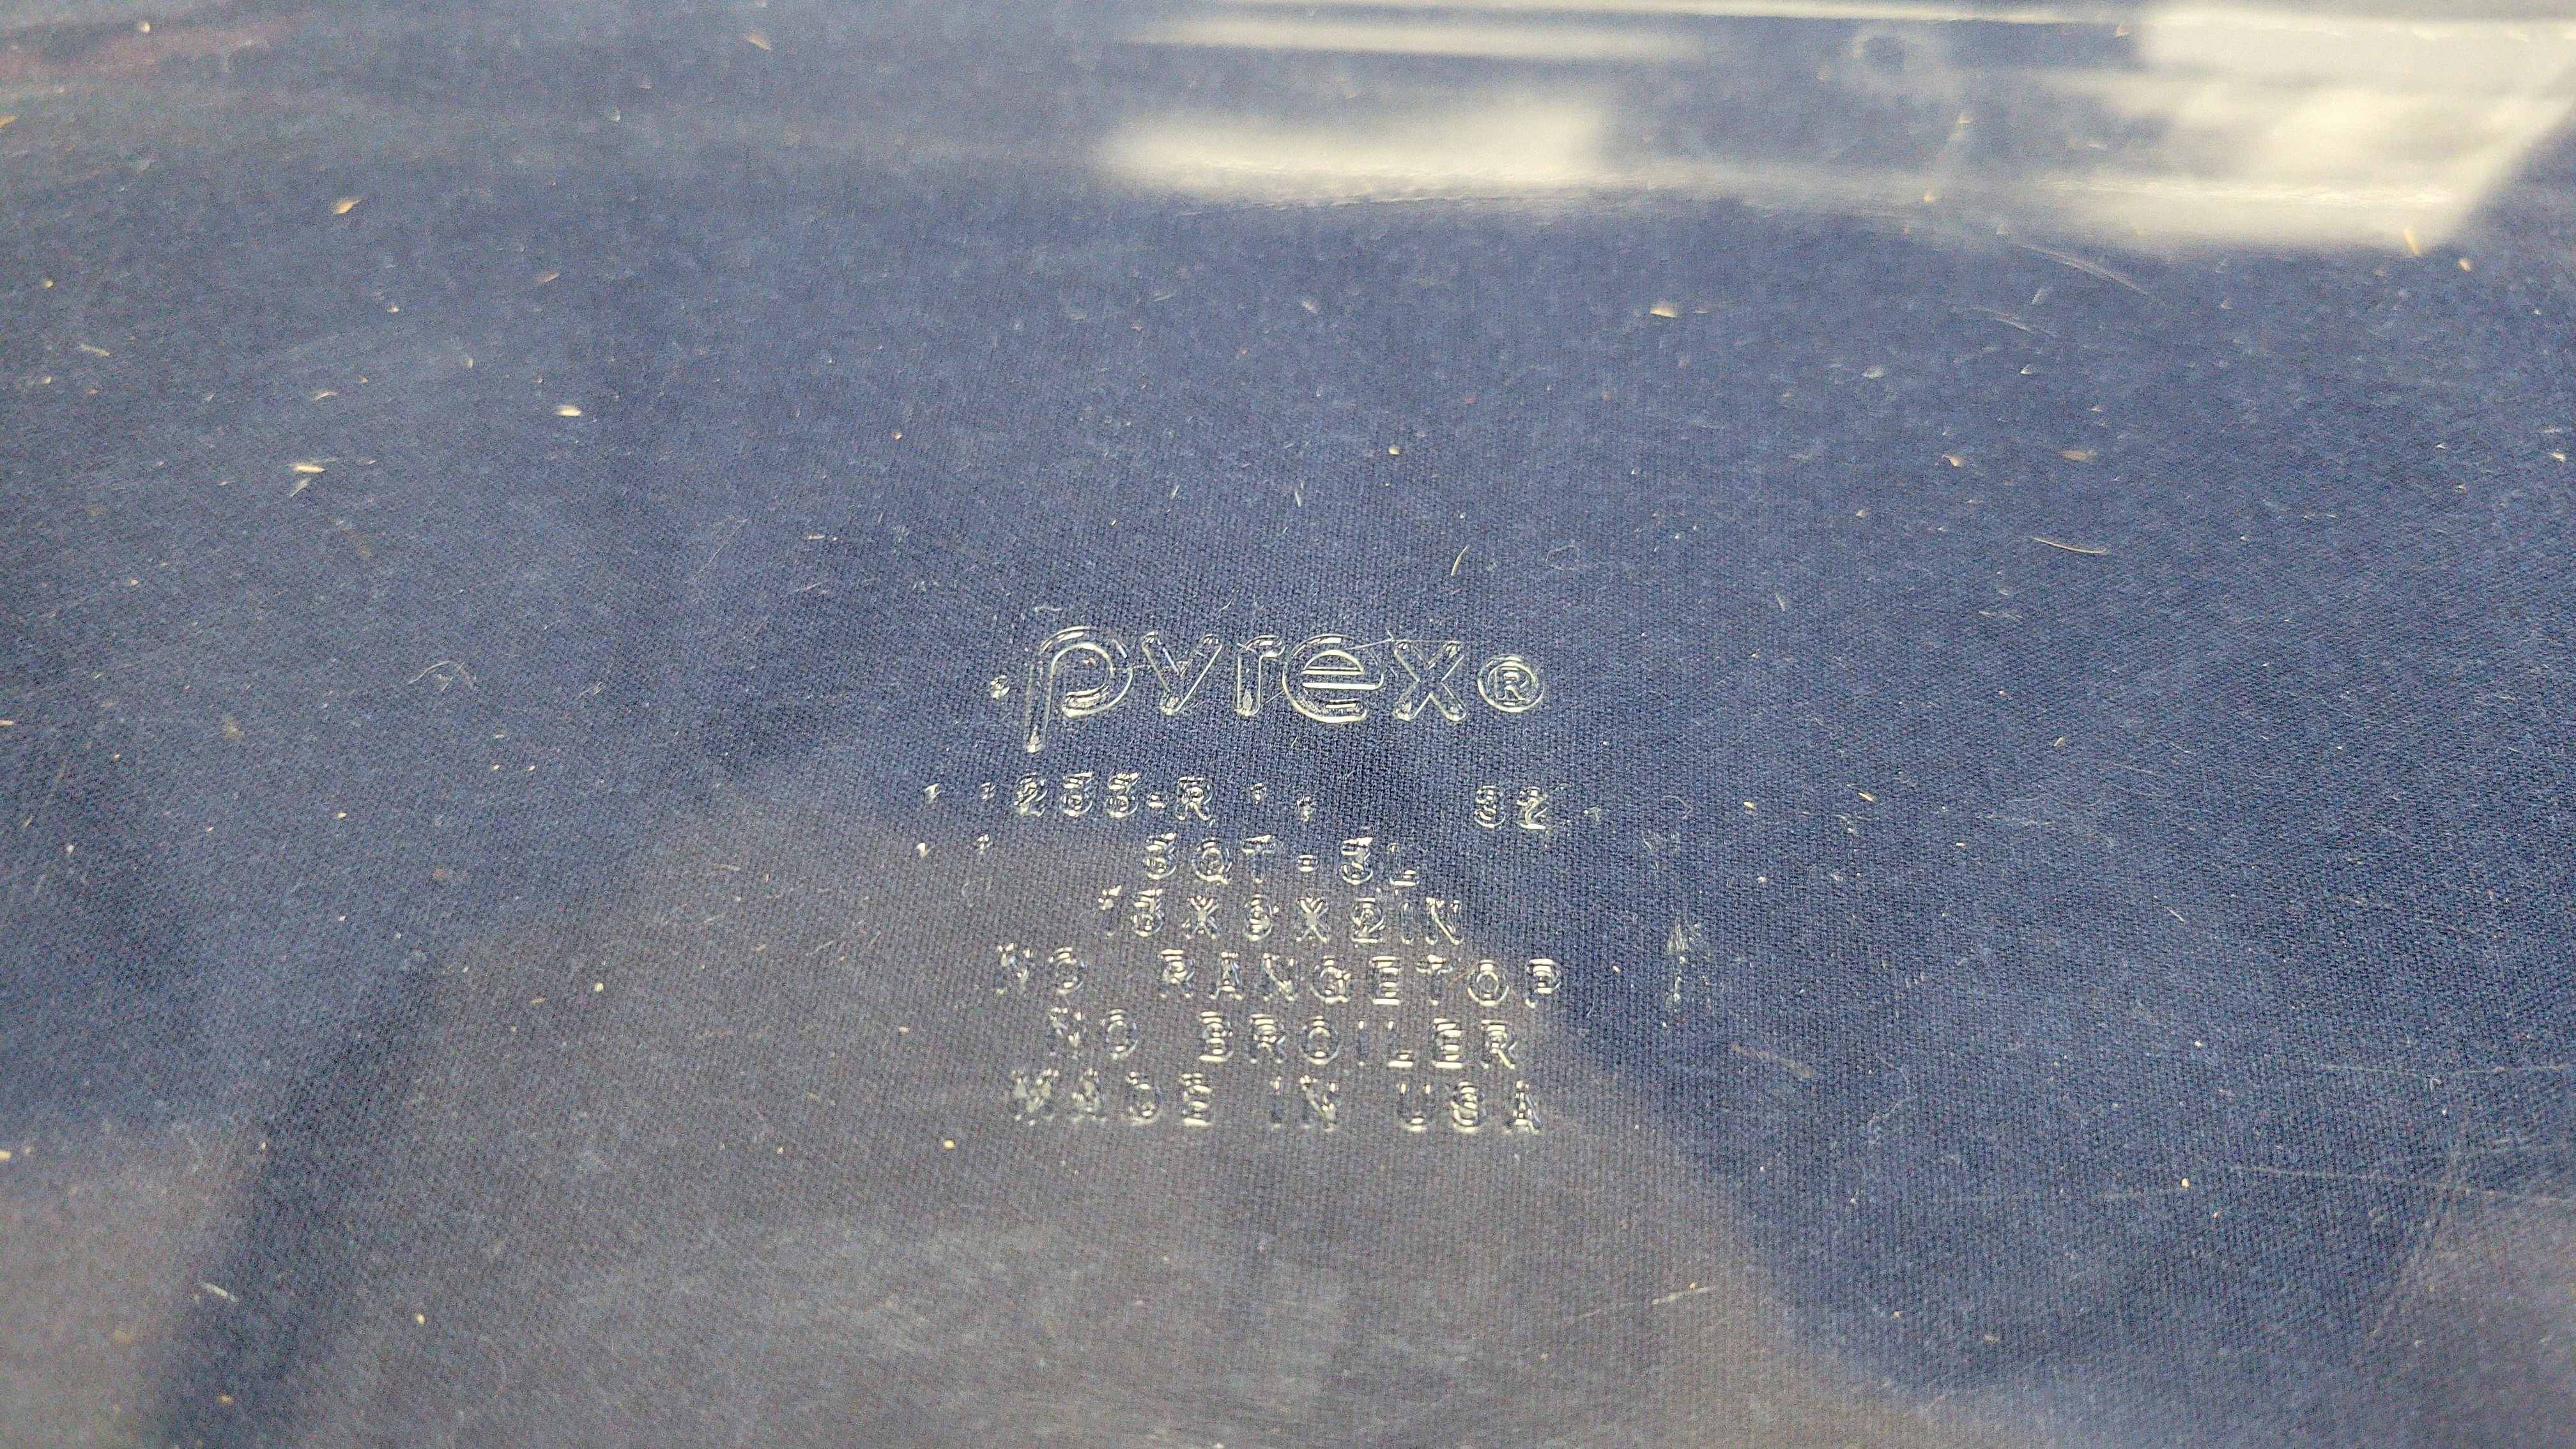 pyrex®
233-R 32
3QT-3L
13X9X2IN
NO RANGETOP
NO BROILER
MADE IN USA